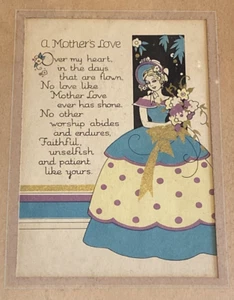 A Mother's Love
Over my heart,
in the days
that are flown,
No love like
Mother Love
ever has shone.
No other
worship abides
and endures,
Faithful,
unselfish
and patient
like yours.